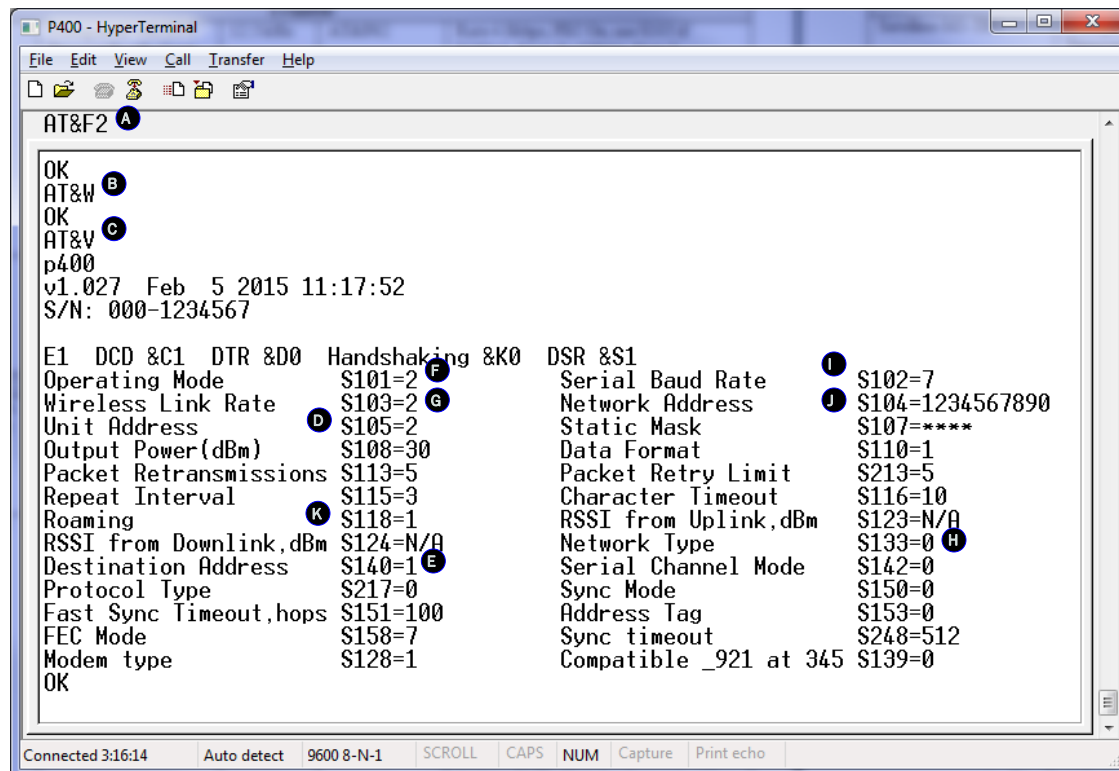 P400 - HyperTerminal
File Edit View Call Transfer Help
AT&F2 A
OK
AT&W B
OK
AT&V C
p400
v1.027 Feb 5 2015 11:17:52
S/N: 000-1234567
E1 DCD &C1 DTR &D0 Handshaking &K0 DSR &S1
Operating Mode S101=2 F Serial Baud Rate I S102=7
Wireless Link Rate S103=2 G Network Address J S104=1234567890
Unit Address D S105=2 Static Mask S107=****
Output Power(dBm) S108=30 Data Format S110=1
Packet Retransmissions S113=5 Packet Retry Limit S213=5
Repeat Interval S115=3 Character Timeout S116=10
Roaming K S118=1 RSSI from Uplink,dBm S123=N/A
RSSI from Downlink,dBm S124=N/A Network Type S133=0 H
Destination Address S140=1 E Serial Channel Mode S142=0
Protocol Type S217=0 Sync Mode S150=0
Fast Sync Timeout,hops S151=100 Address Tag S153=0
FEC Mode S158=7 Sync timeout S248=512
Modem type S128=1 Compatible _921 at 345 S139=0
OK
Connected 3:16:14 Auto detect 9600 8-N-1 SCROLL CAPS NUM Capture Print echo